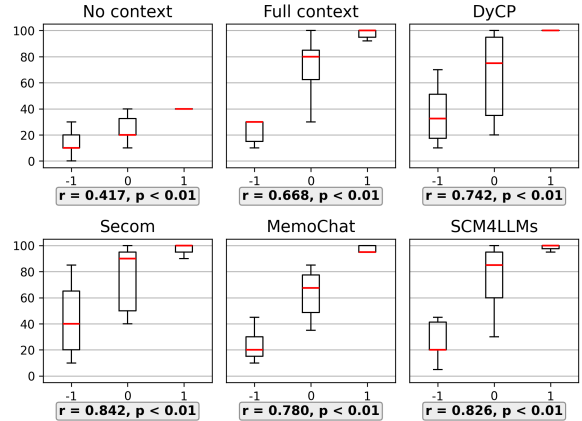 No context
Full context
DyCP
100
80
60
40
20
0
-1 0 1
-1 0 1
-1 0 1
r = 0.417, p < 0.01
r = 0.668, p < 0.01
r = 0.742, p < 0.01
Secom
MemoChat
SCM4LLMs
100
80
60
40
20
0
-1 0 1
-1 0 1
-1 0 1
r = 0.842, p < 0.01
r = 0.780, p < 0.01
r = 0.826, p < 0.01